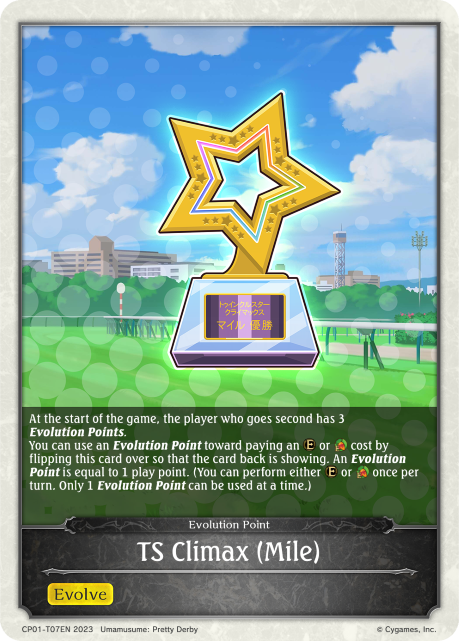 トゥインクルスター
クライマックス
マイル 優勝
At the start of the game, the player who goes second has 3
Evolution Points.
You can use an Evolution Point toward paying an E or cost by
flipping this card over so that the card back is showing. An Evolution
Point is equal to 1 play point. (You can perform either E or once per
turn. Only 1 Evolution Point can be used at a time.)
Evolution Point
TS Climax (Mile)
Evolve
CP01-T07EN 2023 Umamusume: Pretty Derby © Cygames, Inc.